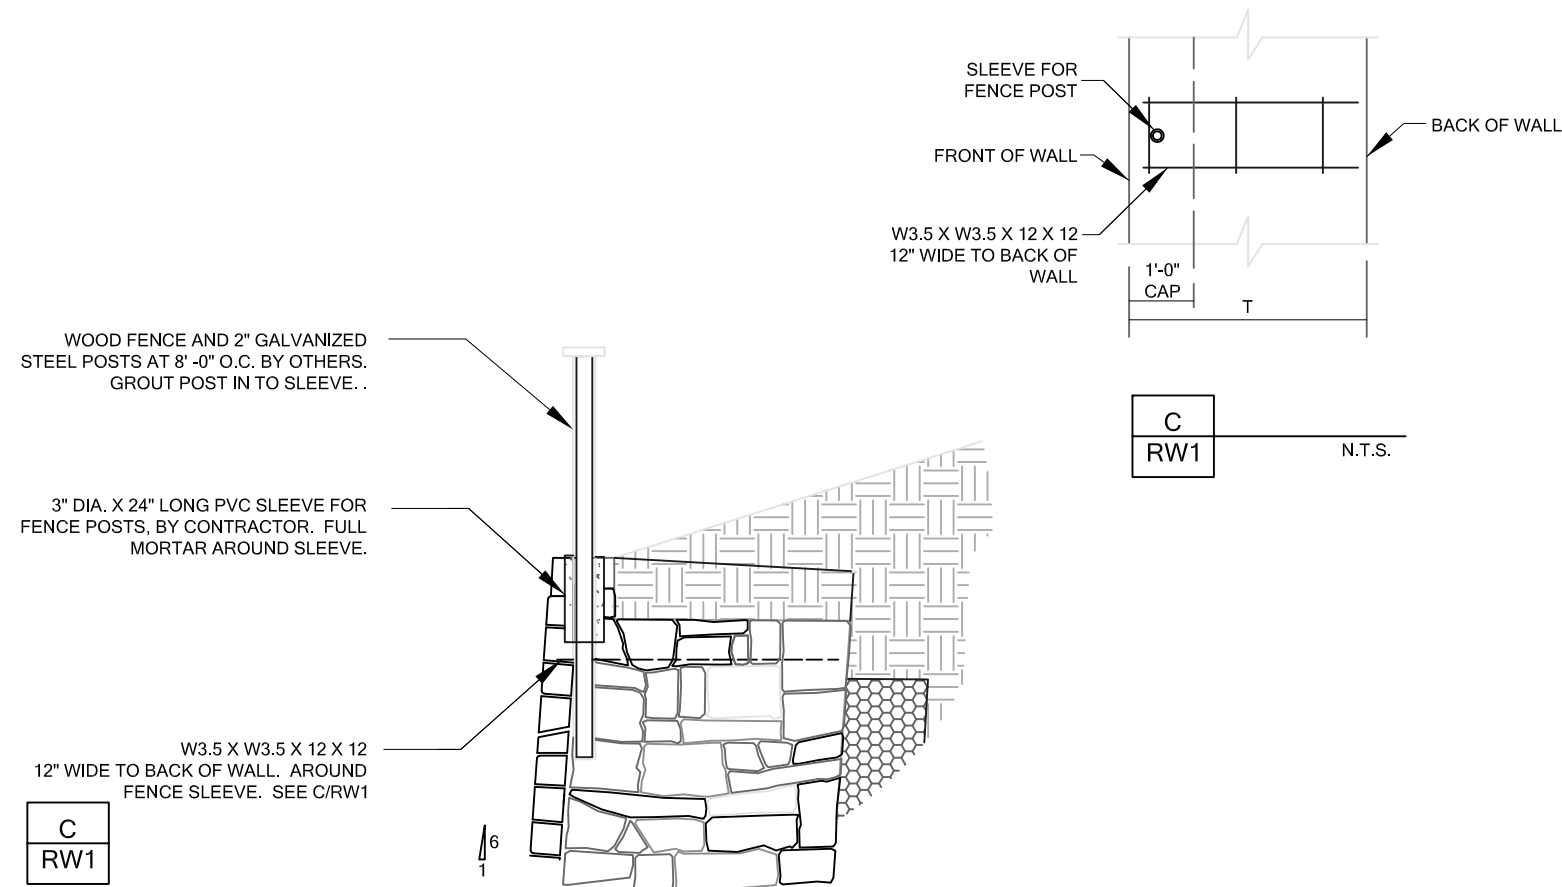 SLEEVE FOR
FENCE POST
BACK OF WALL
FRONT OF WALL
W3.5 X W3.5 X 12 X 12
12" WIDE TO BACK OF
WALL
1'-0"
CAP
T
C
RW1
N.T.S.
WOOD FENCE AND 2" GALVANIZED
STEEL POSTS AT 8' -0" O.C. BY OTHERS.
GROUT POST IN TO SLEEVE. .
3" DIA. X 24" LONG PVC SLEEVE FOR
FENCE POSTS, BY CONTRACTOR. FULL
MORTAR AROUND SLEEVE.
W3.5 X W3.5 X 12 X 12
12" WIDE TO BACK OF WALL. AROUND
FENCE SLEEVE. SEE C/RW1
C
RW1
6
1